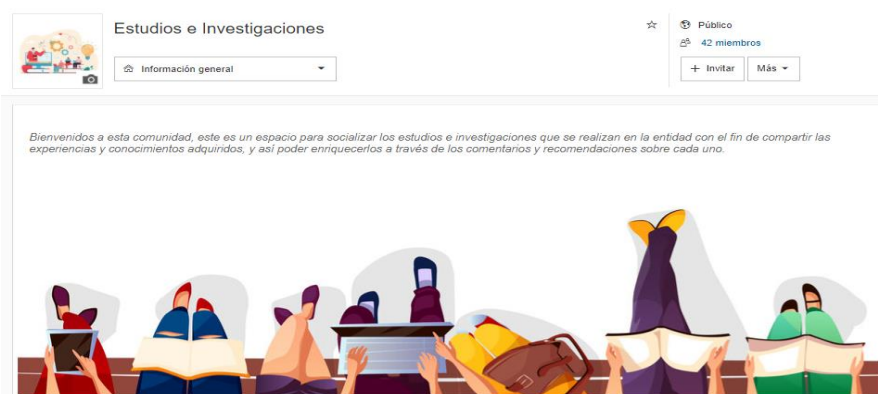 Estudios e Investigaciones
Público
42 miembros
Información general
+ Invitar
Más
Bienvenidos a esta comunidad, este es un espacio para socializar los estudios e investigaciones que se realizan en la entidad con el fin de compartir las
experiencias y conocimientos adquiridos, y así poder enriquecerlos a través de los comentarios y recomendaciones sobre cada uno.